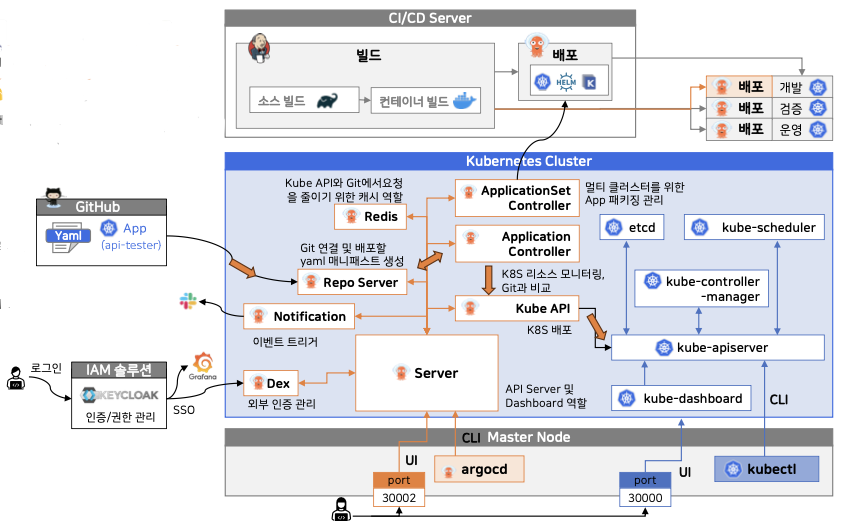 CI/CD Server
빌드
소스 빌드
컨테이너 빌드
배포
HELM
배포 개발
배포 검증
배포 운영
Kubernetes Cluster
Kube API와 Git에서요청
을 줄이기 위한 캐시 역할
Redis
ApplicationSet
Controller
멀티 클러스터를 위한
App 패키징 관리
GitHub
Yaml
App
(api-tester)
Git 연결 및 배포할
yaml 매니패스트 생성
Repo Server
Application
Controller
K8S 리소스 모니터링,
Git과 비교
etcd
kube-scheduler
kube-controller
-manager
Notification
이벤트 트리거
Kube API
K8S 배포
kube-apiserver
로그인
IAM 솔루션
KEYCLOAK
인증/권한 관리
SSO
Grafana
Dex
외부 인증 관리
Server
API Server 및
Dashboard 역할
kube-dashboard
CLI
CLI
Master Node
UI
argocd
port
30002
UI
kubectl
port
30000